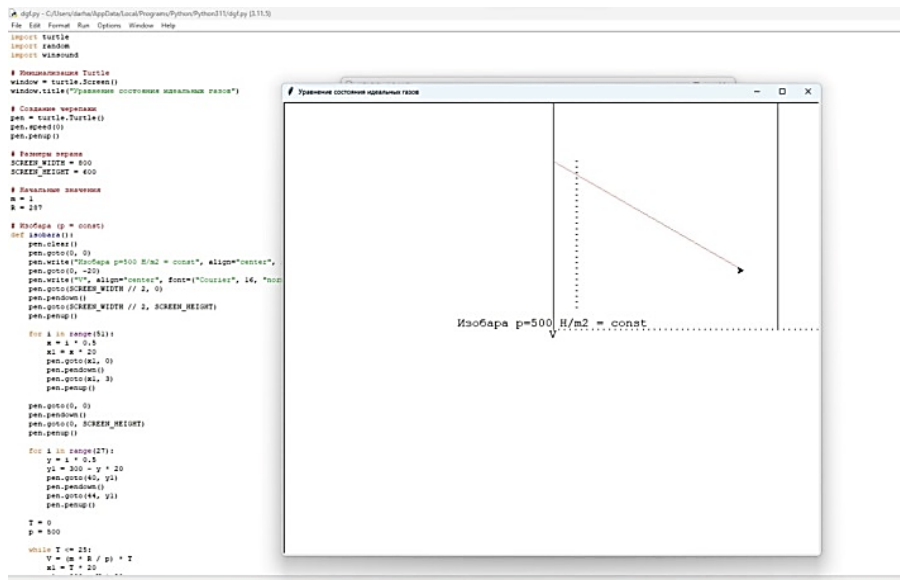 dgf.py - C:/Users/darha/AppData/Local/Programs/Python/Python311/dgf.py (3.11.5)
File Edit Format Run Options Window Help
import turtle
import random
import winsound
# Инициализация Turtle
window = turtle.Screen()
window.title("Уравнение состояния идеальных газов")
# Создание черепахи
pen = turtle.Turtle()
pen.speed(0)
pen.penup()
# Размеры экрана
SCREEN_WIDTH = 800
SCREEN_HEIGHT = 600
# Начальные значения
m = 1
R = 287
# Изобара (p = const)
def isobara():
    pen.clear()
    pen.goto(0, 0)
    pen.write("Изобара p=500 Н/m2 = const", align="center",
    pen.goto(0, -20)
    pen.write("V", align="center", font=("Courier", 16, "nor
    pen.goto(SCREEN_WIDTH // 2, 0)
    pen.pendown()
    pen.goto(SCREEN_WIDTH // 2, SCREEN_HEIGHT)
    pen.penup()
    for i in range(51):
        x = i * 0.5
        x1 = x * 20
        pen.goto(x1, 0)
        pen.pendown()
        pen.goto(x1, 3)
        pen.penup()
    pen.goto(0, 0)
    pen.pendown()
    pen.goto(0, SCREEN_HEIGHT)
    pen.penup()
    for i in range(27):
        y = i * 0.5
        y1 = 300 - y * 20
        pen.goto(40, y1)
        pen.pendown()
        pen.goto(44, y1)
        pen.penup()
    T = 0
    p = 500
    while T <= 25:
        V = (m * R / p) * T
        x1 = T * 20
Уравнение состояния идеальных газов
Изобара p=500 Н/m2 = const
V